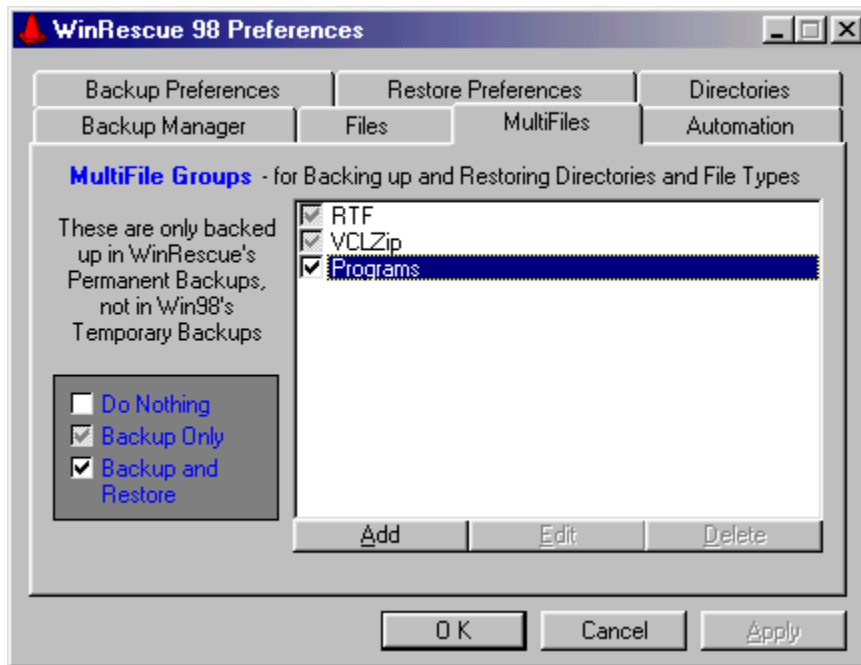 WinRescue 98 Preferences
Backup Preferences
Restore Preferences
Directories
Backup Manager
Files
MultiFiles
Automation
MultiFile Groups - for Backing up and Restoring Directories and File Types
These are only backed
up in WinRescue's
Permanent Backups,
not in Win98's
Temporary Backups
RTF
VCLZip
Programs
Do Nothing
Backup Only
Backup and
Restore
Add
Edit
Delete
OK
Cancel
Apply